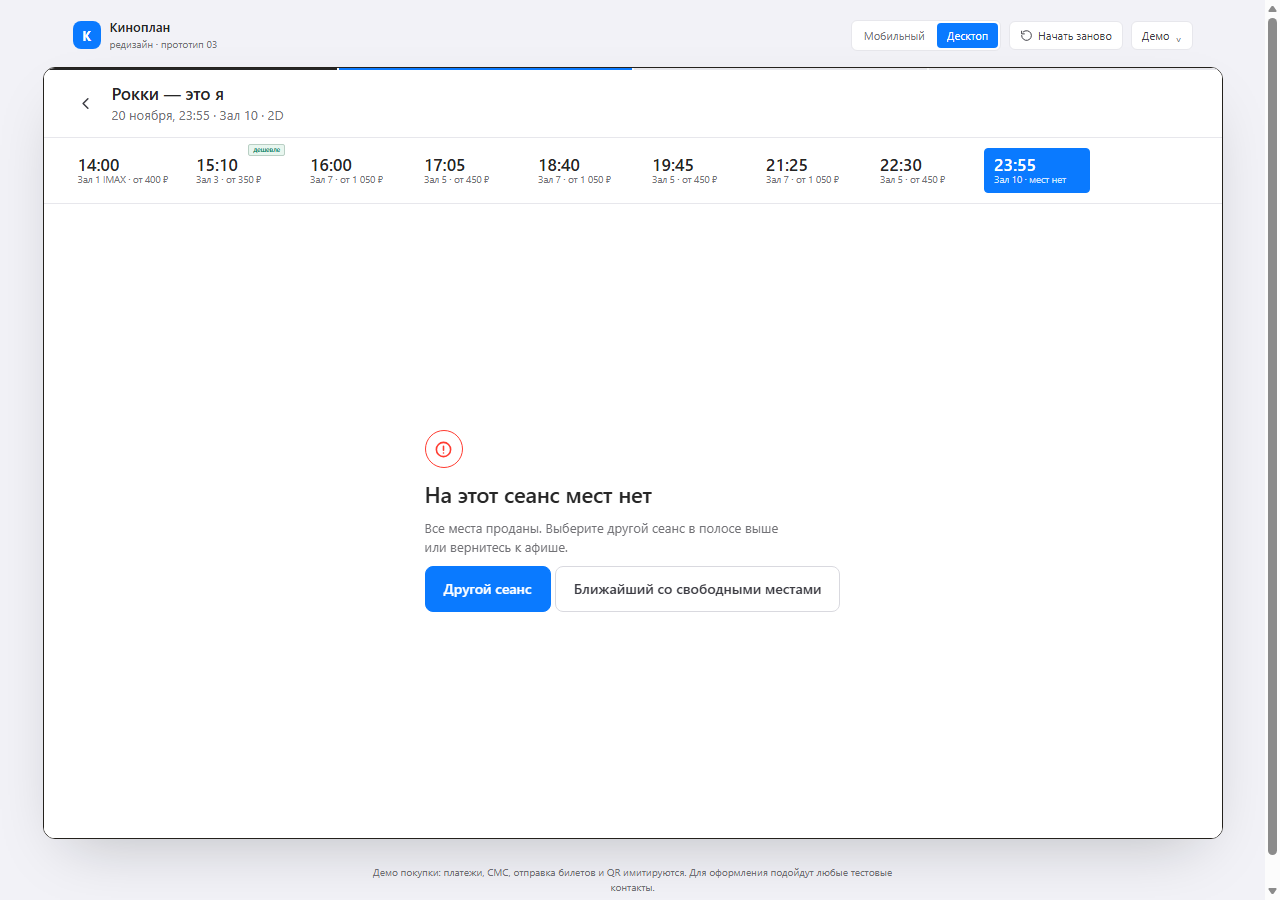 К
Киноплан
редизайн · прототип 03
Мобильный
Десктоп
Начать заново
Демо
Рокки — это я
20 ноября, 23:55 · Зал 10 · 2D
14:00
Зал 1 IMAX · от 400 ₽
дешевле
15:10
Зал 3 · от 350 ₽
16:00
Зал 7 · от 1 050 ₽
17:05
Зал 5 · от 450 ₽
18:40
Зал 7 · от 1 050 ₽
19:45
Зал 5 · от 450 ₽
21:25
Зал 7 · от 1 050 ₽
22:30
Зал 5 · от 450 ₽
23:55
Зал 10 · мест нет
На этот сеанс мест нет
Все места проданы. Выберите другой сеанс в полосе выше
или вернитесь к афише.
Другой сеанс
Ближайший со свободными местами
Демо покупки: платежи, СМС, отправка билетов и QR имитируются. Для оформления подойдут любые тестовые
контакты.